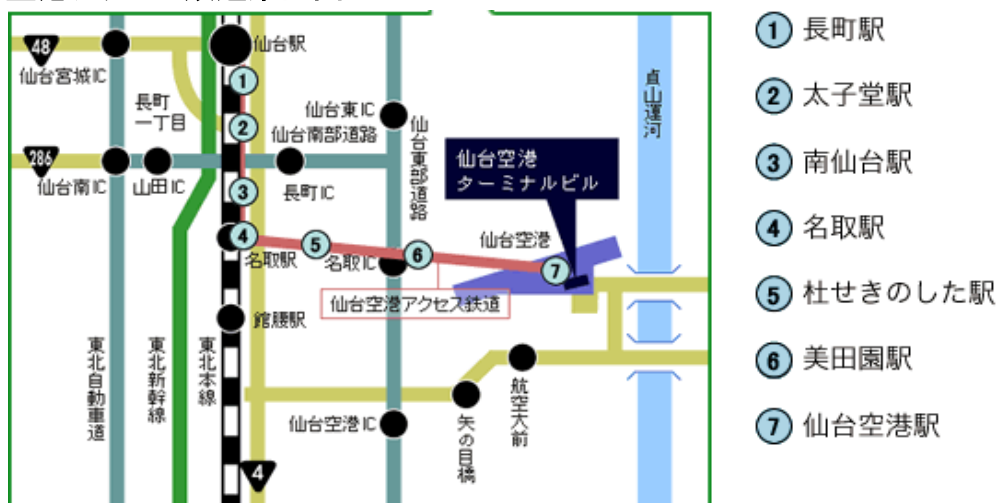 48
仙台駅
仙台宮城IC
1
長町
一丁目
2
仙台東IC
仙台南部道路
仙台東部道路
貞山運河
286
仙台南IC
山田IC
長町IC
仙台空港
ターミナルビル
3
4
名取駅
5
名取IC
6
仙台空港
7
仙台空港アクセス鉄道
館腰駅
東北自動車道
東北新幹線
東北本線
航空大前
矢の目橋
仙台空港IC
4
1 長町駅
2 太子堂駅
3 南仙台駅
4 名取駅
5 杜せきのした駅
6 美田園駅
7 仙台空港駅